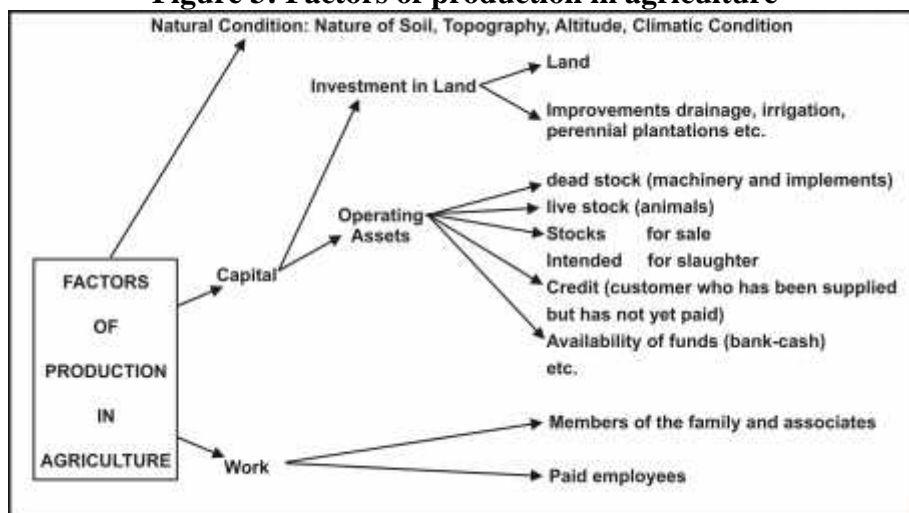 Figure 3: Factors of production in agriculture
Natural Condition: Nature of Soil, Topography, Altitude, Climatic Condition
Investment in Land
Land
Improvements drainage, irrigation,
perennial plantations etc.
FACTORS
OF
PRODUCTION
IN
AGRICULTURE
Capital
Operating
Assets
dead stock (machinery and implements)
live stock (animals)
Stocks for sale
Intended for slaughter
Credit (customer who has been supplied
but has not yet paid)
Availability of funds (bank-cash)
etc.
Work
Members of the family and associates
Paid employees